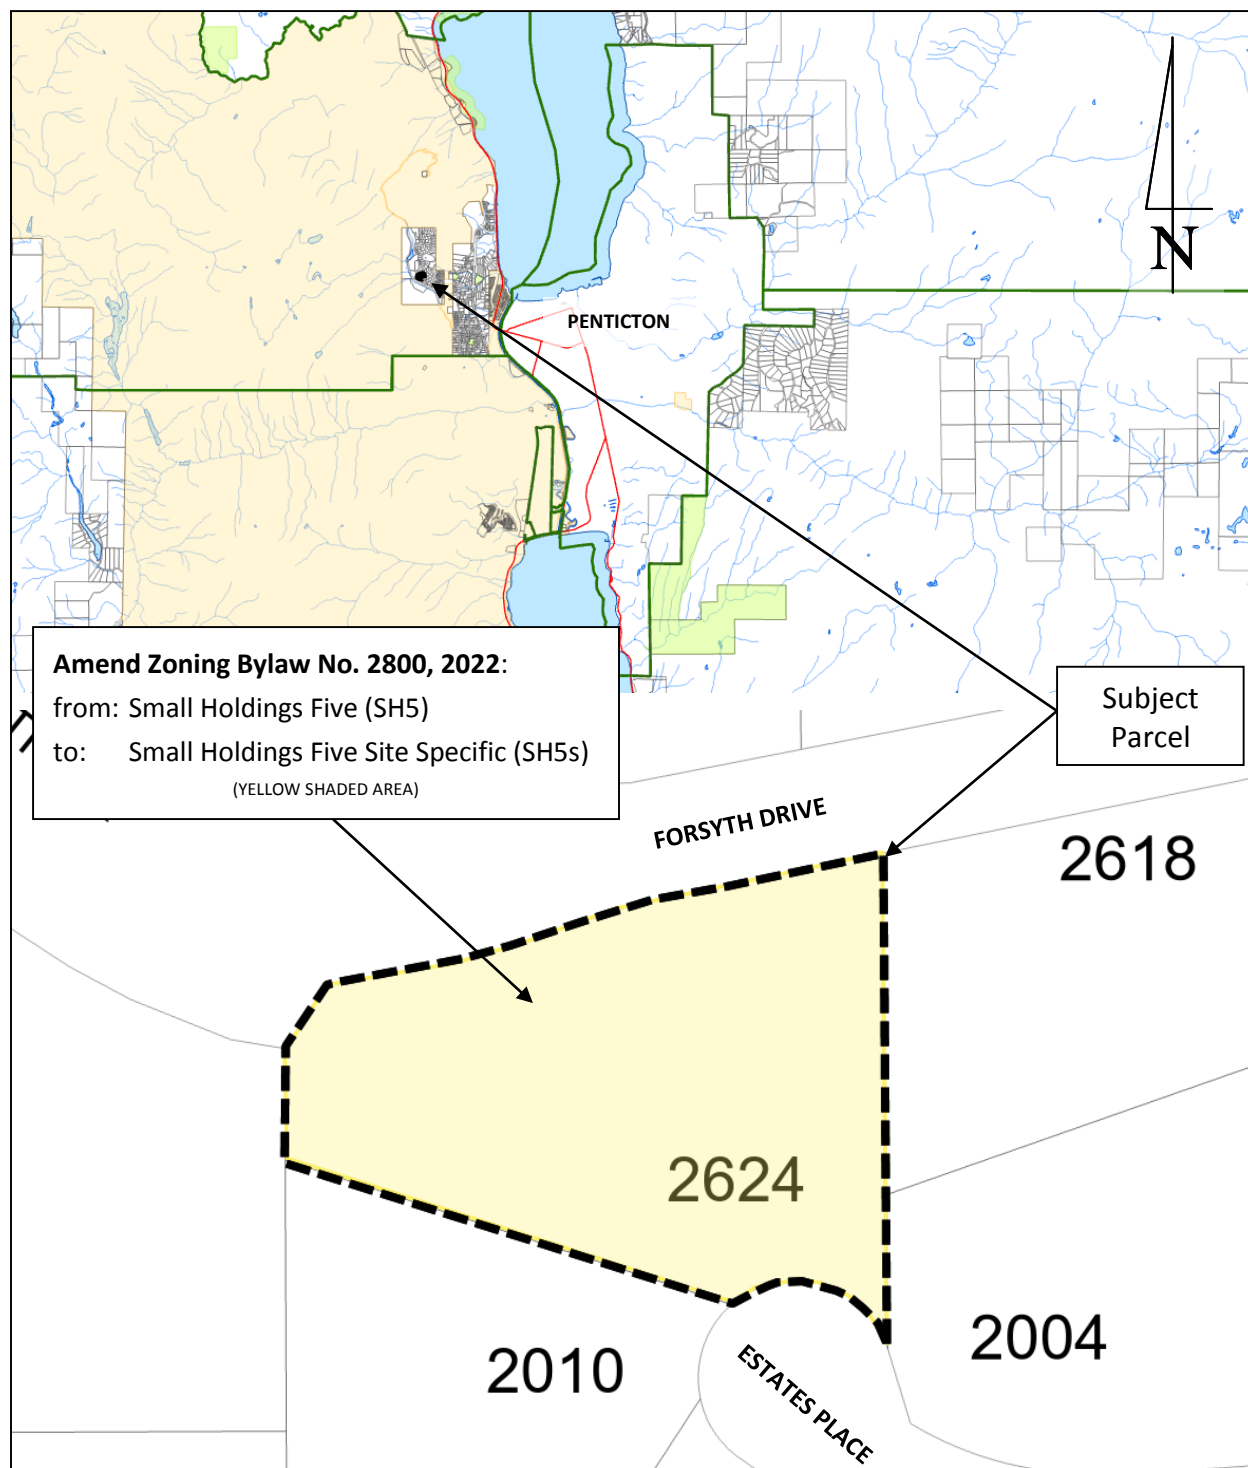 N
PENTICTON
Amend Zoning Bylaw No. 2800, 2022:
from: Small Holdings Five (SH5)
to: Small Holdings Five Site Specific (SH5s)
(YELLOW SHADED AREA)
Subject
Parcel
FORSYTH DRIVE
2618
2624
2004
2010
ESTATES PLACE